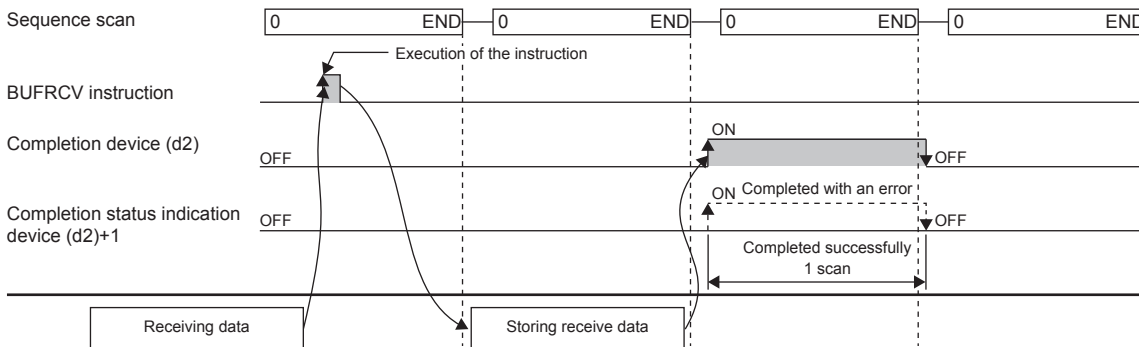 Sequence scan
0 END 0 END 0 END 0 END
Execution of the instruction
BUFRCV instruction
ON
Completion device (d2)
OFF OFF
ON Completed with an error
Completion status indication
device (d2)+1
OFF OFF
Completed successfully
1 scan
Receiving data Storing receive data